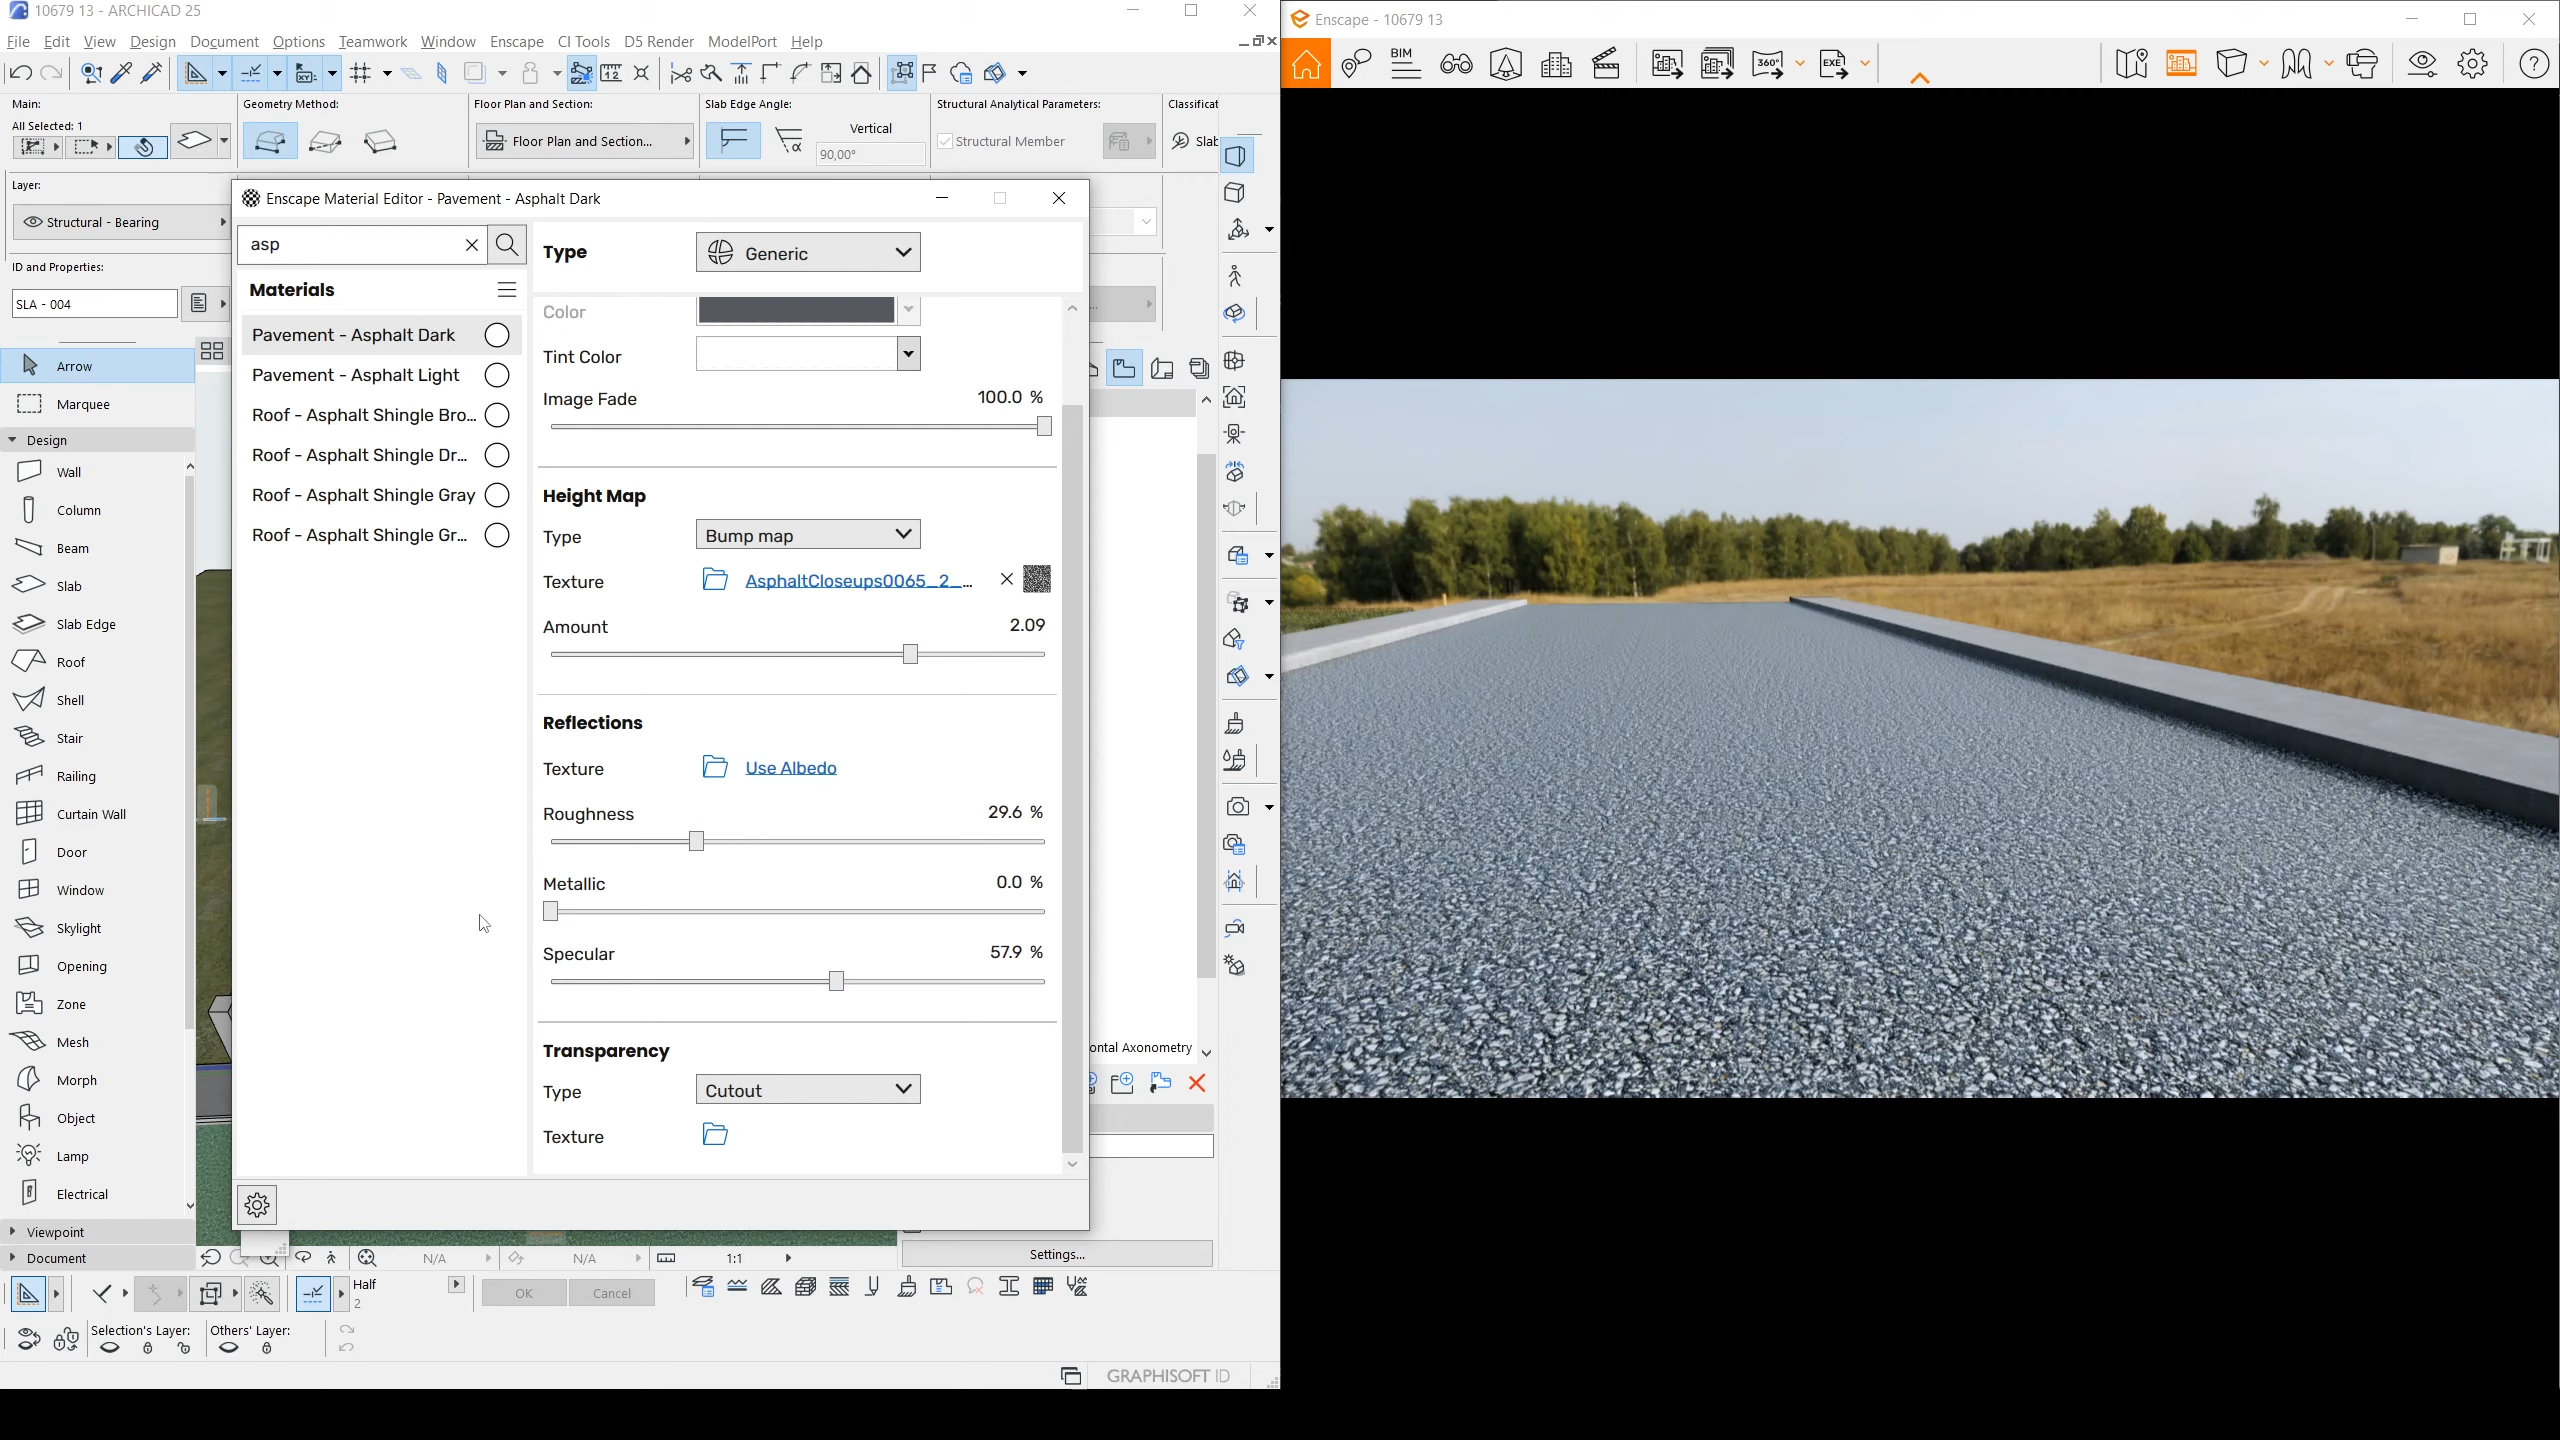 10679 13 - ARCHICAD 25
File Edit View Design Document Options Teamwork Window Enscape CI Tools D5 Render ModelPort Help
Main:
All Selected: 1
Geometry Method:
Floor Plan and Section:
Floor Plan and Section...
Slab Edge Angle:
Vertical
90,00°
Structural Analytical Parameters:
Structural Member
Classificat
Slab
Layer:
Structural - Bearing
ID and Properties:
SLA - 004
Arrow
Marquee
Design
Wall
Column
Beam
Slab
Slab Edge
Roof
Shell
Stair
Railing
Curtain Wall
Door
Window
Skylight
Opening
Zone
Mesh
Morph
Object
Lamp
Electrical
Viewpoint
Document
Enscape Material Editor - Pavement - Asphalt Dark
asp
Materials
Pavement - Asphalt Dark
Pavement - Asphalt Light
Roof - Asphalt Shingle Bro...
Roof - Asphalt Shingle Dr...
Roof - Asphalt Shingle Gray
Roof - Asphalt Shingle Gr...
Type Generic
Color
Tint Color
Image Fade 100.0 %
Height Map
Type Bump map
Texture AsphaltCloseups0065_2_...
Amount 2.09
Reflections
Texture Use Albedo
Roughness 29.6 %
Metallic 0.0 %
Specular 57.9 %
Transparency
Type Cutout
Texture
ontal Axonometry
Settings...
N/A N/A 1:1
Half
2
OK Cancel
Selection's Layer: Others' Layer:
GRAPHISOFT ID
Enscape - 10679 13
BIM
360°
EXE